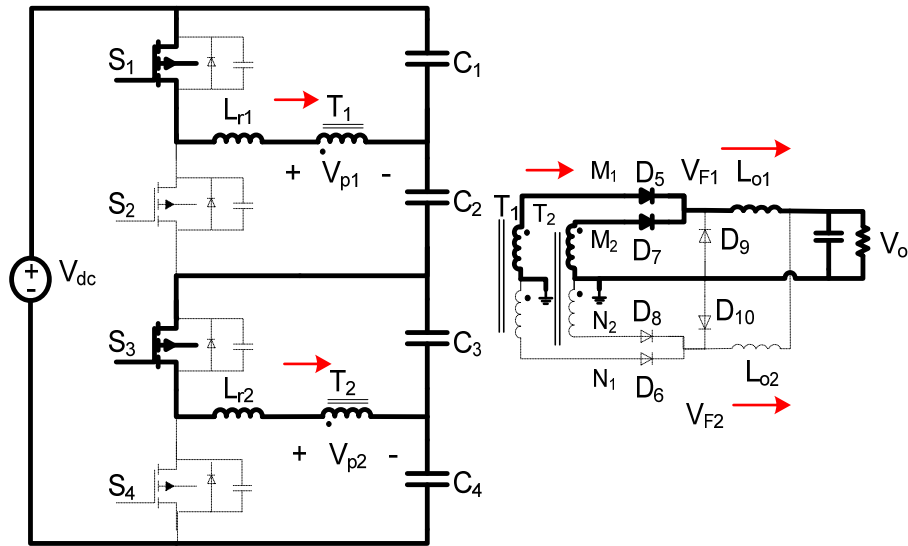 S1
C1
Lr1
T1
+ Vp1 -
S2
C2
+
-
Vdc
S3
C3
Lr2
T2
+ Vp2 -
S4
C4
M1 D5 VF1 Lo1
T1 T2
M2 D7 D9 Vo
N2 D8 D10
N1 D6 Lo2
VF2